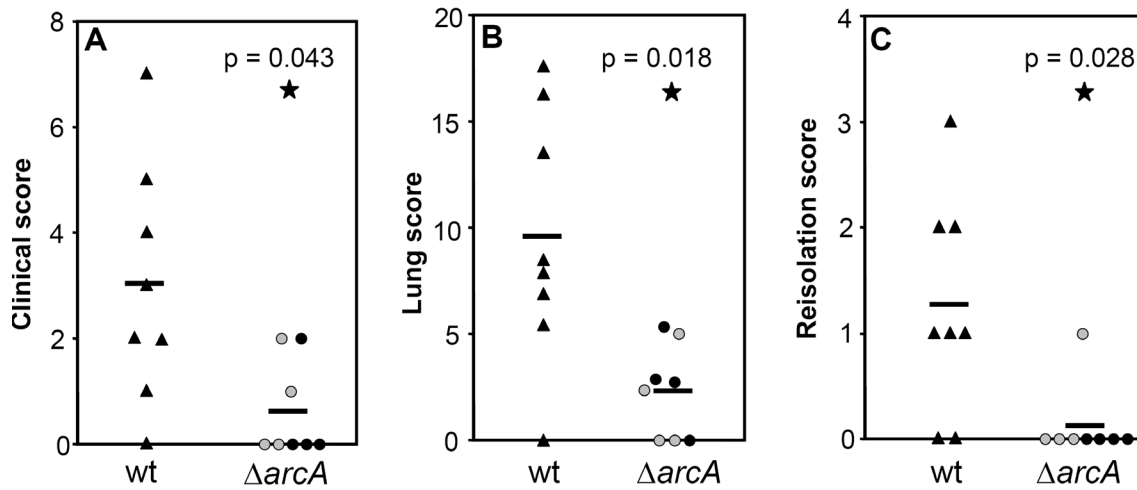 A
p = 0.043
Clinical score
8
6
4
2
0
wt
ΔarcA
B
p = 0.018
Lung score
20
15
10
5
0
wt
ΔarcA
C
p = 0.028
Reisolation score
4
3
2
1
0
wt
ΔarcA